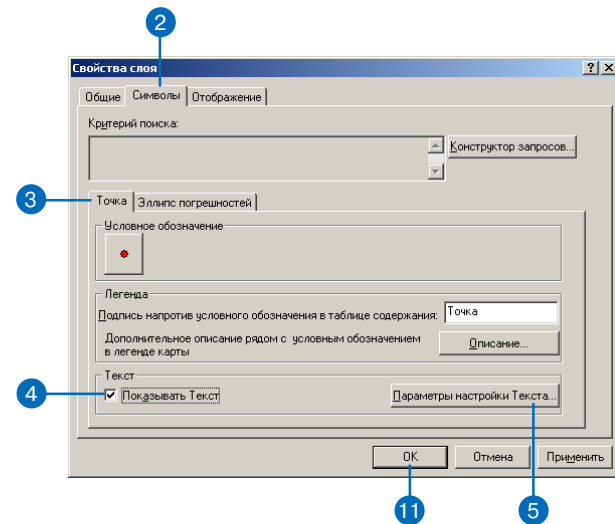 2
Свойства слоя
Общие Символы Отображение
Критерий поиска:
Конструктор запросов...
3
Точка Эллипс погрешностей
Условное обозначение
Легенда
Подпись напротив условного обозначения в таблице содержания: Точка
Дополнительное описание рядом с условным обозначением
в легенде карты
Описание...
Текст
4
Показывать Текст
Параметры настройки Текста...
OK Отмена Применить
11 5